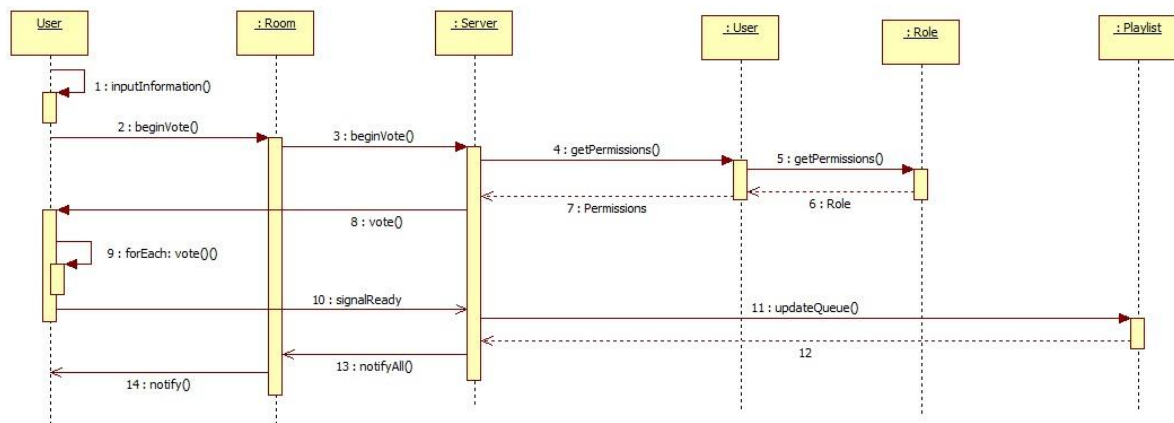 User
: Room
: Server
: User
: Role
: Playlist
1 : inputInformation()
2 : beginVote()
3 : beginVote()
4 : getPermissions()
5 : getPermissions()
6 : Role
7 : Permissions
8 : vote()
9 : forEach: vote()()
10 : signalReady
11 : updateQueue()
12
13 : notifyAll()
14 : notify()